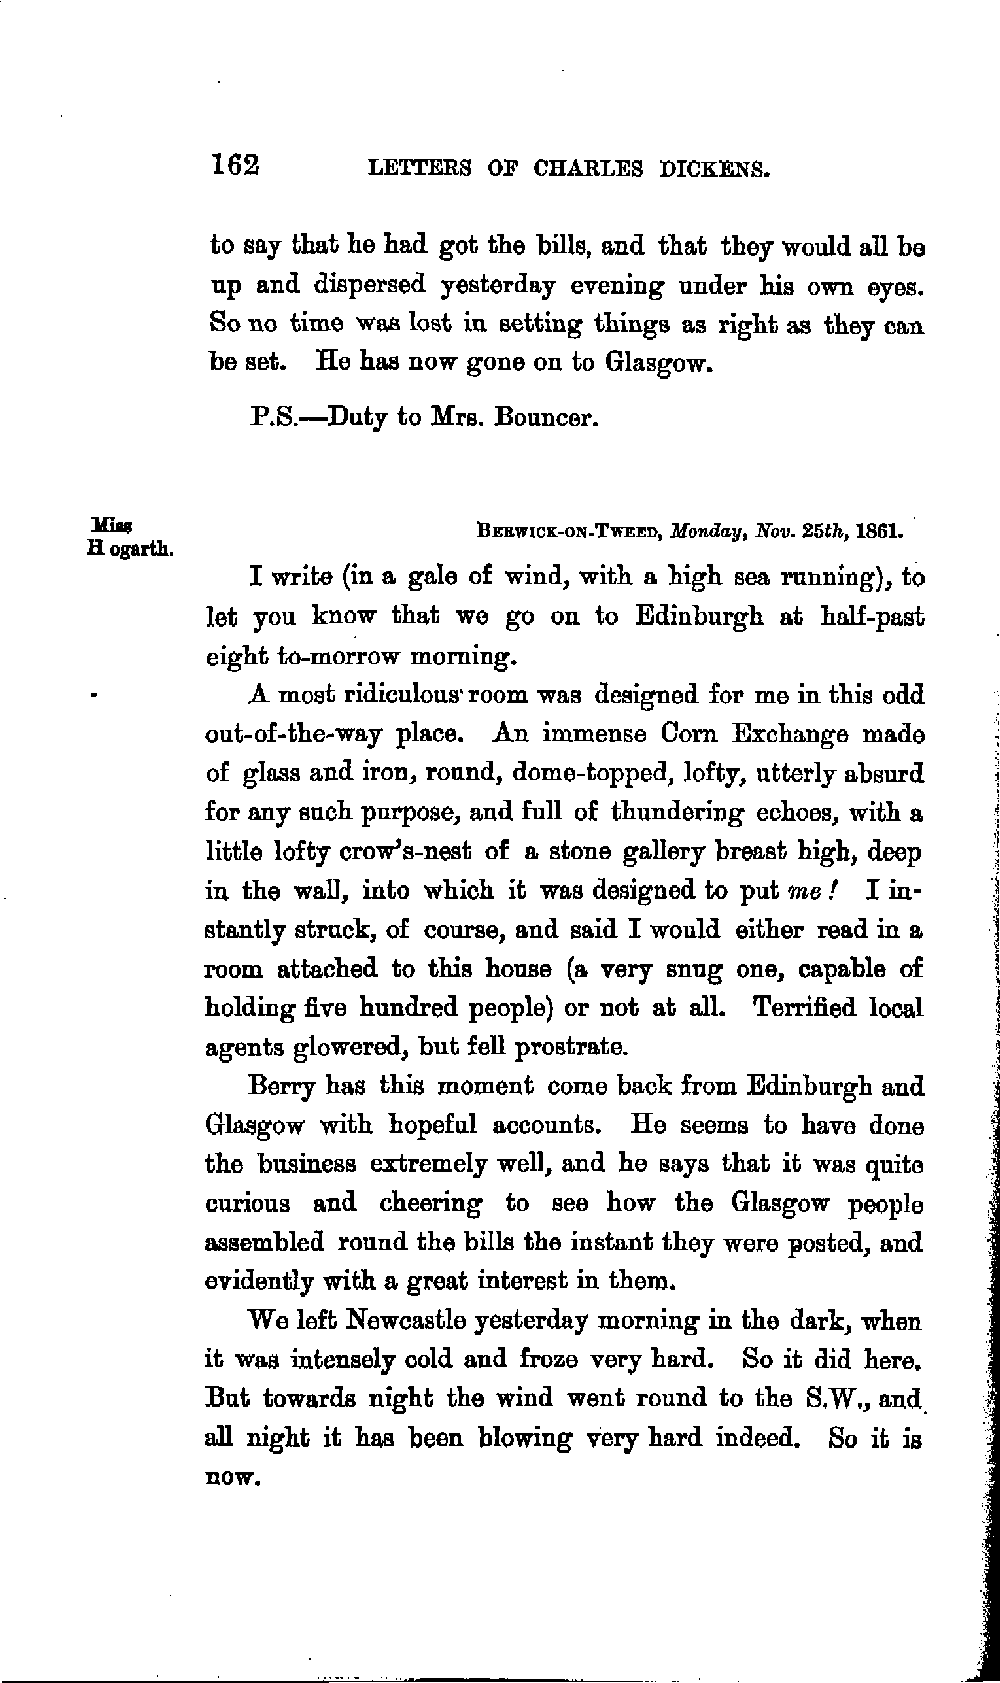 162 LETTERS OF CHARLES DICKENS.
to say that he had got the bills, and that they would all be
up and dispersed yesterday evening under his own eyes.
So no time was lost in setting things as right as they can
be set. He has now gone on to Glasgow.
P.S.—Duty to Mrs. Bouncer.
Miss
Hogarth.
BERWICK-ON-TWEED, Monday, Nov. 25th, 1861.
I write (in a gale of wind, with a high sea running), to
let you know that we go on to Edinburgh at half-past
eight to-morrow morning.
A most ridiculous room was designed for me in this odd
out-of-the-way place. An immense Corn Exchange made
of glass and iron, round, dome-topped, lofty, utterly absurd
for any such purpose, and full of thundering echoes, with a
little lofty crow's-nest of a stone gallery breast high, deep
in the wall, into which it was designed to put me! I in-
stantly struck, of course, and said I would either read in a
room attached to this house (a very snug one, capable of
holding five hundred people) or not at all. Terrified local
agents glowered, but fell prostrate.
Berry has this moment come back from Edinburgh and
Glasgow with hopeful accounts. He seems to have done
the business extremely well, and he says that it was quite
curious and cheering to see how the Glasgow people
assembled round the bills the instant they were posted, and
evidently with a great interest in them.
We left Newcastle yesterday morning in the dark, when
it was intensely cold and froze very hard. So it did here.
But towards night the wind went round to the S.W., and
all night it has been blowing very hard indeed. So it is
now.